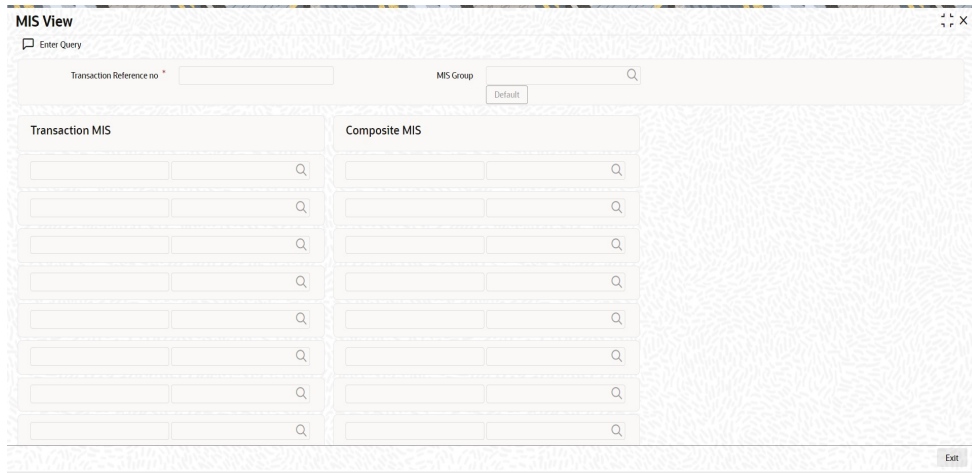 MIS View
Enter Query
Transaction Reference no *
MIS Group
Default
Transaction MIS
Composite MIS
Exit